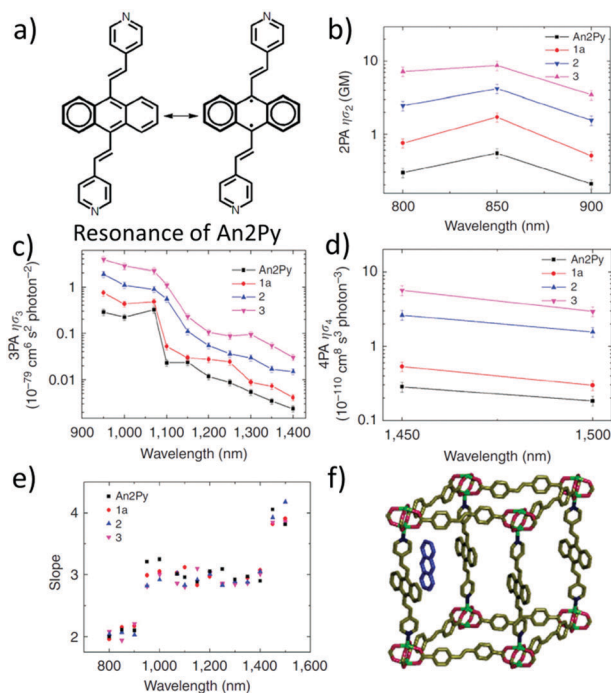 a)
N
N
N
N
Resonance of An2Py
b)
2PA ησ₂ (GM)
10
1
800
850
900
Wavelength (nm)
An2Py
1a
2
3
c)
3PA ησ₃
(10⁻⁷⁹ cm⁶ s² photon⁻²)
1
0.1
0.01
900
1,000
1,100
1,200
1,300
1,400
Wavelength (nm)
An2Py
1a
2
3
d)
4PA ησ₄
(10⁻¹¹⁰ cm⁸ s³ photon⁻³)
10
1
0.1
1,450
1,500
Wavelength (nm)
An2Py
1a
2
3
e)
Slope
4
3
2
800
1,000
1,200
1,400
1,600
Wavelength (nm)
An2Py
1a
2
3
f)